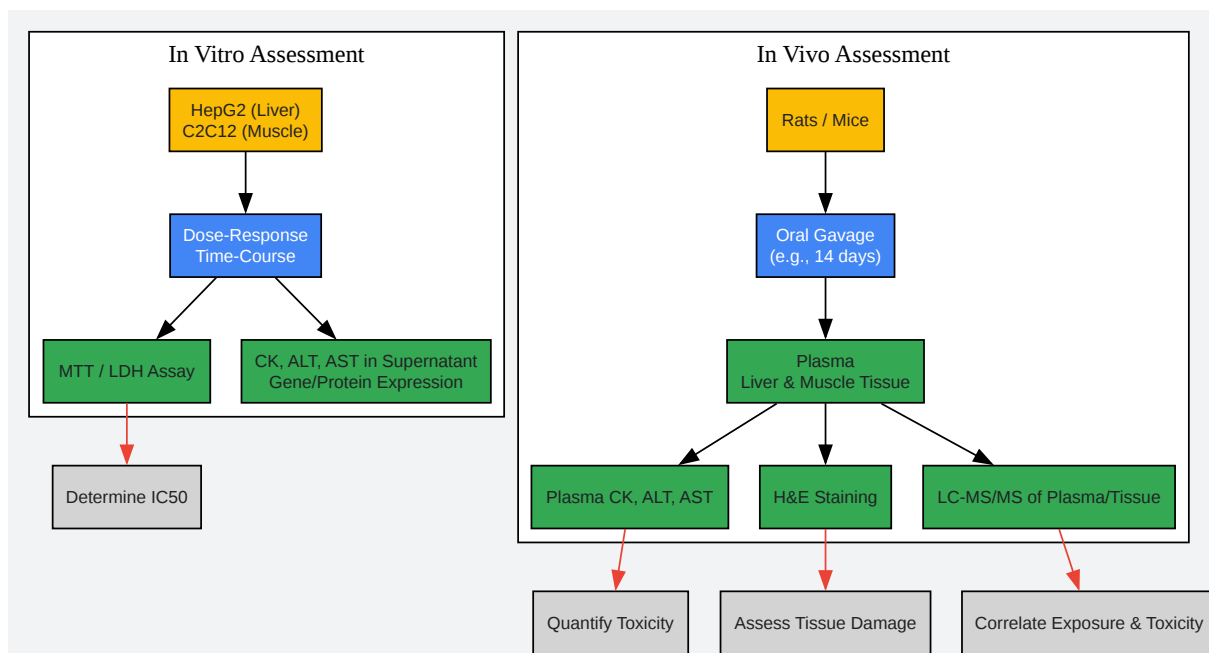 In Vitro Assessment
HepG2 (Liver)
C2C12 (Muscle)
Dose-Response
Time-Course
MTT / LDH Assay
CK, ALT, AST in Supernatant
Gene/Protein Expression
Determine IC50
In Vivo Assessment
Rats / Mice
Oral Gavage
(e.g., 14 days)
Plasma
Liver & Muscle Tissue
Plasma CK, ALT, AST
H&E Staining
LC-MS/MS of Plasma/Tissue
Quantify Toxicity
Assess Tissue Damage
Correlate Exposure & Toxicity